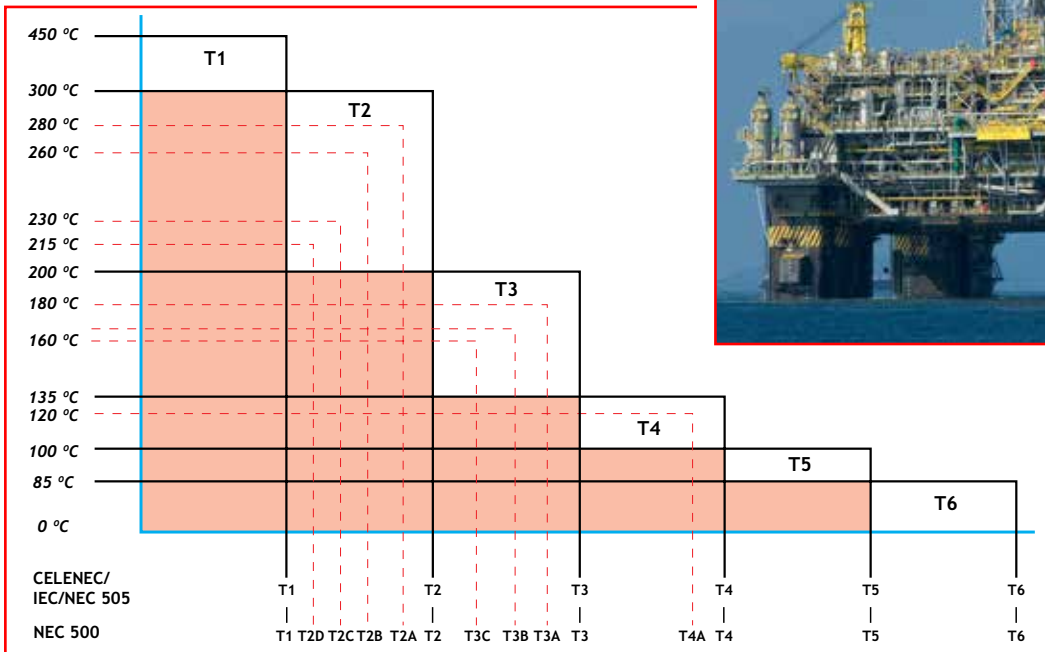 450 ºC
T1
300 ºC
T2
280 ºC
260 ºC
230 ºC
215 ºC
200 ºC
T3
180 ºC
160 ºC
135 ºC
120 ºC
T4
100 ºC
T5
85 ºC
T6
0 ºC
CELENEC/
IEC/NEC 505
T1 T2 T3 T4 T5 T6
NEC 500
T1 T2D T2C T2B T2A T2 T3C T3B T3A T3 T4A T4 T5 T6